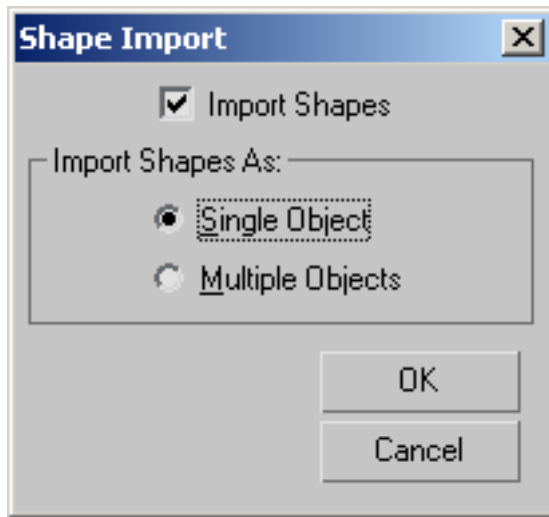 Shape Import
Import Shapes
Import Shapes As:
Single Object
Multiple Objects
OK
Cancel